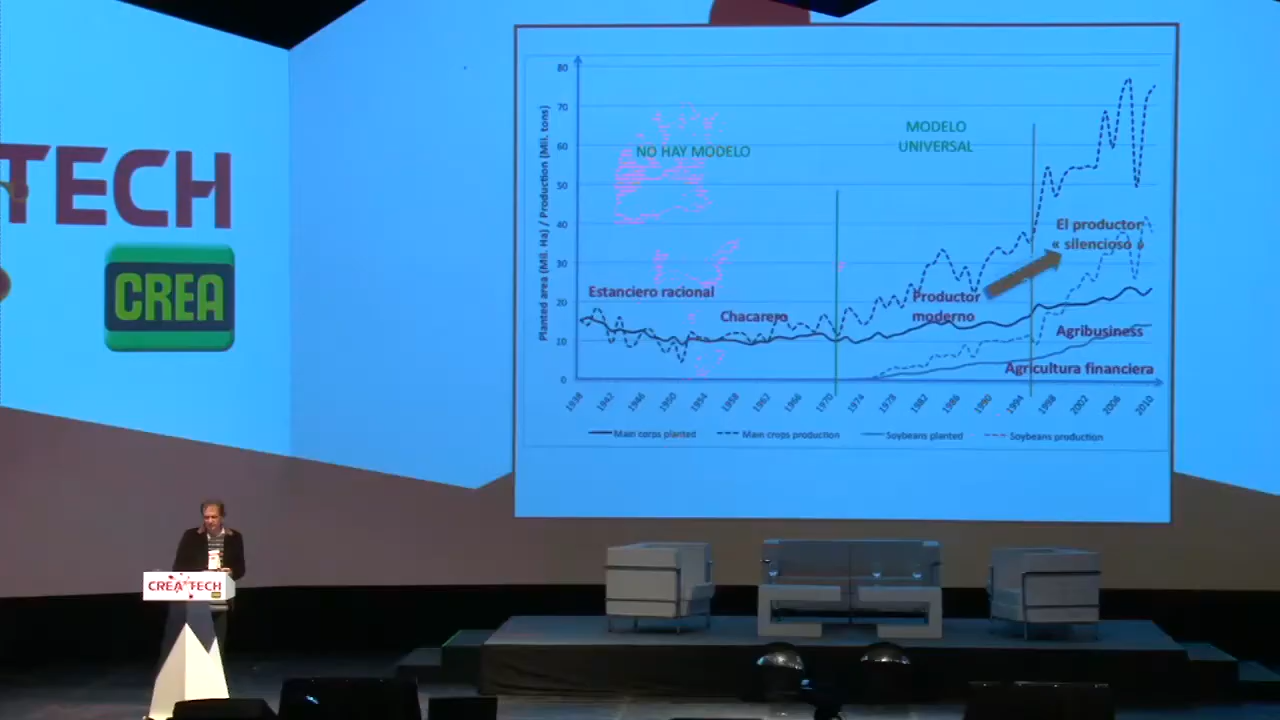 TECH
CREA
CREA TECH
80
70
60
50
40
30
20
10
0
Planted area (Mil. Ha) / Production (Mil. tons)
NO HAY MODELO
MODELO
UNIVERSAL
El productor
« silencioso »
Estanciero racional
Chacarero
Productor
moderno
Agribusiness
Agricultura financiera
1938 1942 1946 1950 1954 1958 1962 1966 1970 1974 1978 1982 1986 1990 1994 1998 2002 2006 2010
Main corps planted Main crops production Soybeans planted Soybeans production